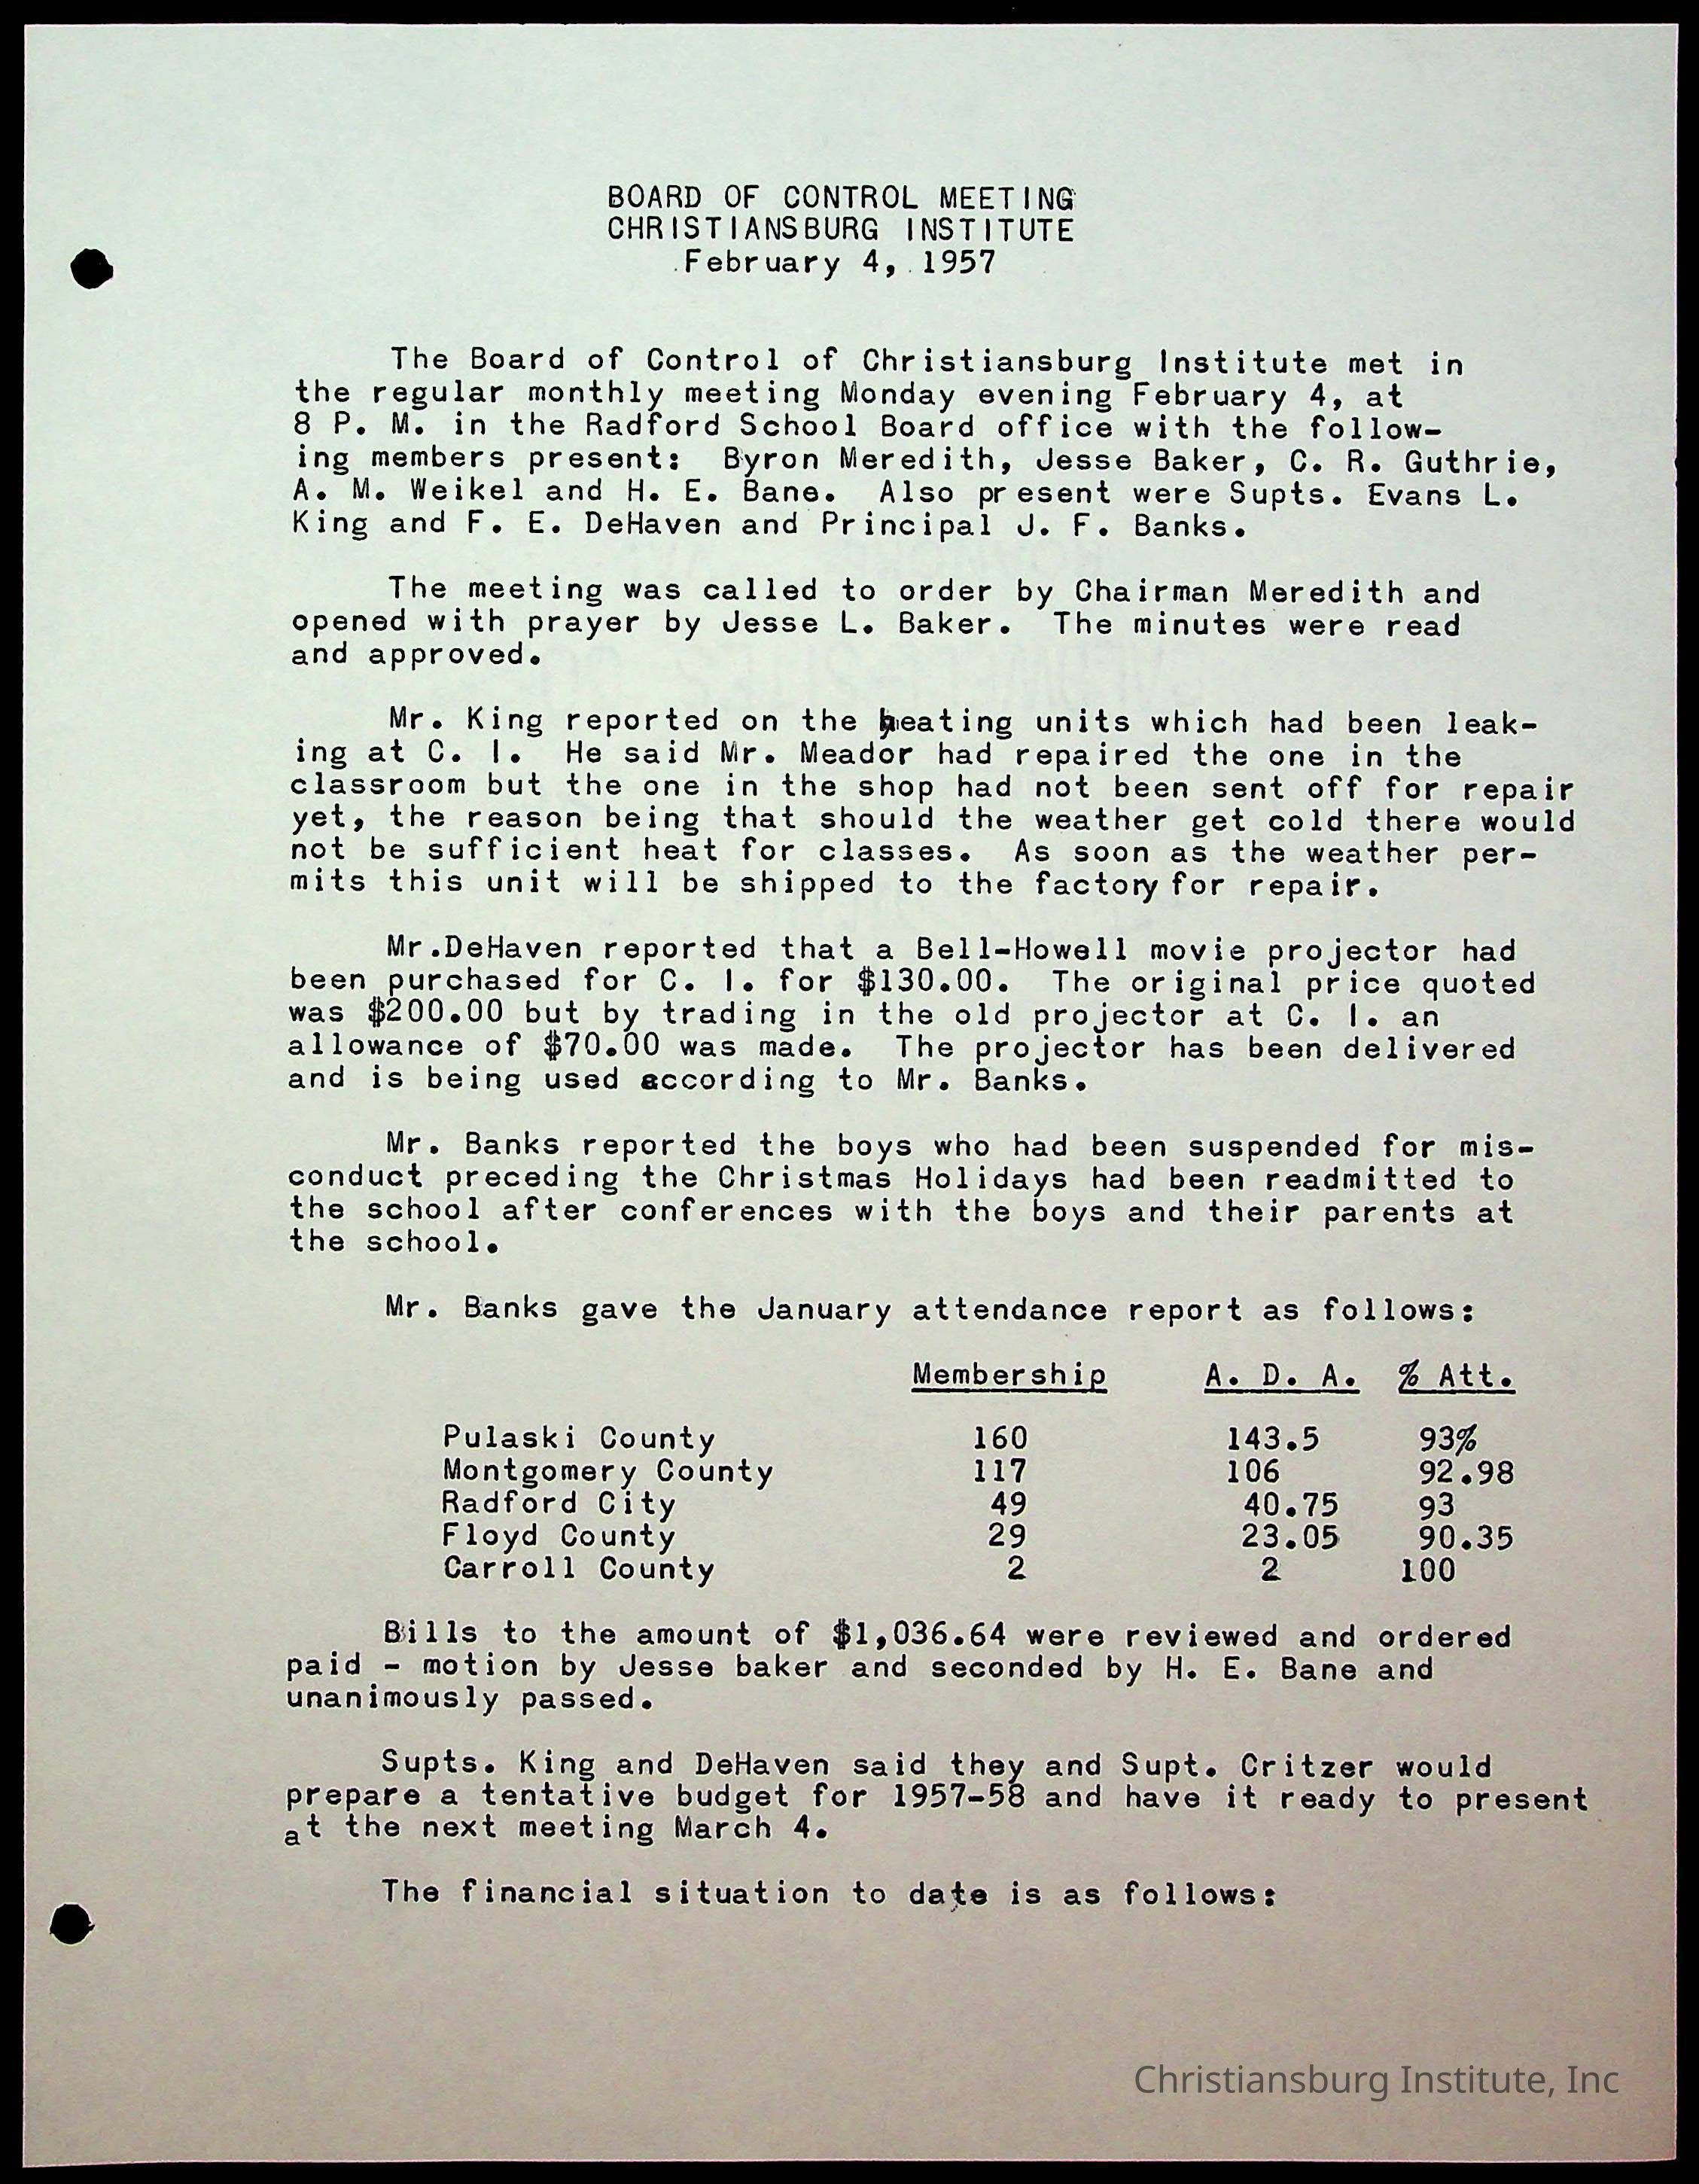 BOARD OF CONTROL MEETING
CHRISTIANSBURG INSTITUTE
February 4, 1957
The Board of Control of Christiansburg Institute met in
the regular monthly meeting Monday evening February 4, at
8 P. M. in the Radford School Board office with the follow-
ing members present: Byron Meredith, Jesse Baker, C. R. Guthrie,
A. M. Weikel and H. E. Bane. Also present were Supts. Evans L.
King and F. E. DeHaven and Principal J. F. Banks.
The meeting was called to order by Chairman Meredith and
opened with prayer by Jesse L. Baker. The minutes were read
and approved.
Mr. King reported on the heating units which had been leak-
ing at C. I. He said Mr. Meador had repaired the one in the
classroom but the one in the shop had not been sent off for repair
yet, the reason being that should the weather get cold there would
not be sufficient heat for classes. As soon as the weather per-
mits this unit will be shipped to the factory for repair.
Mr.DeHaven reported that a Bell-Howell movie projector had
been purchased for C. I. for $130.00. The original price quoted
was $200.00 but by trading in the old projector at C. I. an
allowance of $70.00 was made. The projector has been delivered
and is being used according to Mr. Banks.
Mr. Banks reported the boys who had been suspended for mis-
conduct preceding the Christmas Holidays had been readmitted to
the school after conferences with the boys and their parents at
the school.
Mr. Banks gave the January attendance report as follows:
Membership A. D. A. % Att.
Pulaski County 160 143.5 93%
Montgomery County 117 106 92.98
Radford City 49 40.75 93
Floyd County 29 23.05 90.35
Carroll County 2 2 100
Bills to the amount of $1,036.64 were reviewed and ordered
paid - motion by Jesse baker and seconded by H. E. Bane and
unanimously passed.
Supts. King and DeHaven said they and Supt. Critzer would
prepare a tentative budget for 1957-58 and have it ready to present
at the next meeting March 4.
The financial situation to date is as follows:
Christiansburg Institute, Inc